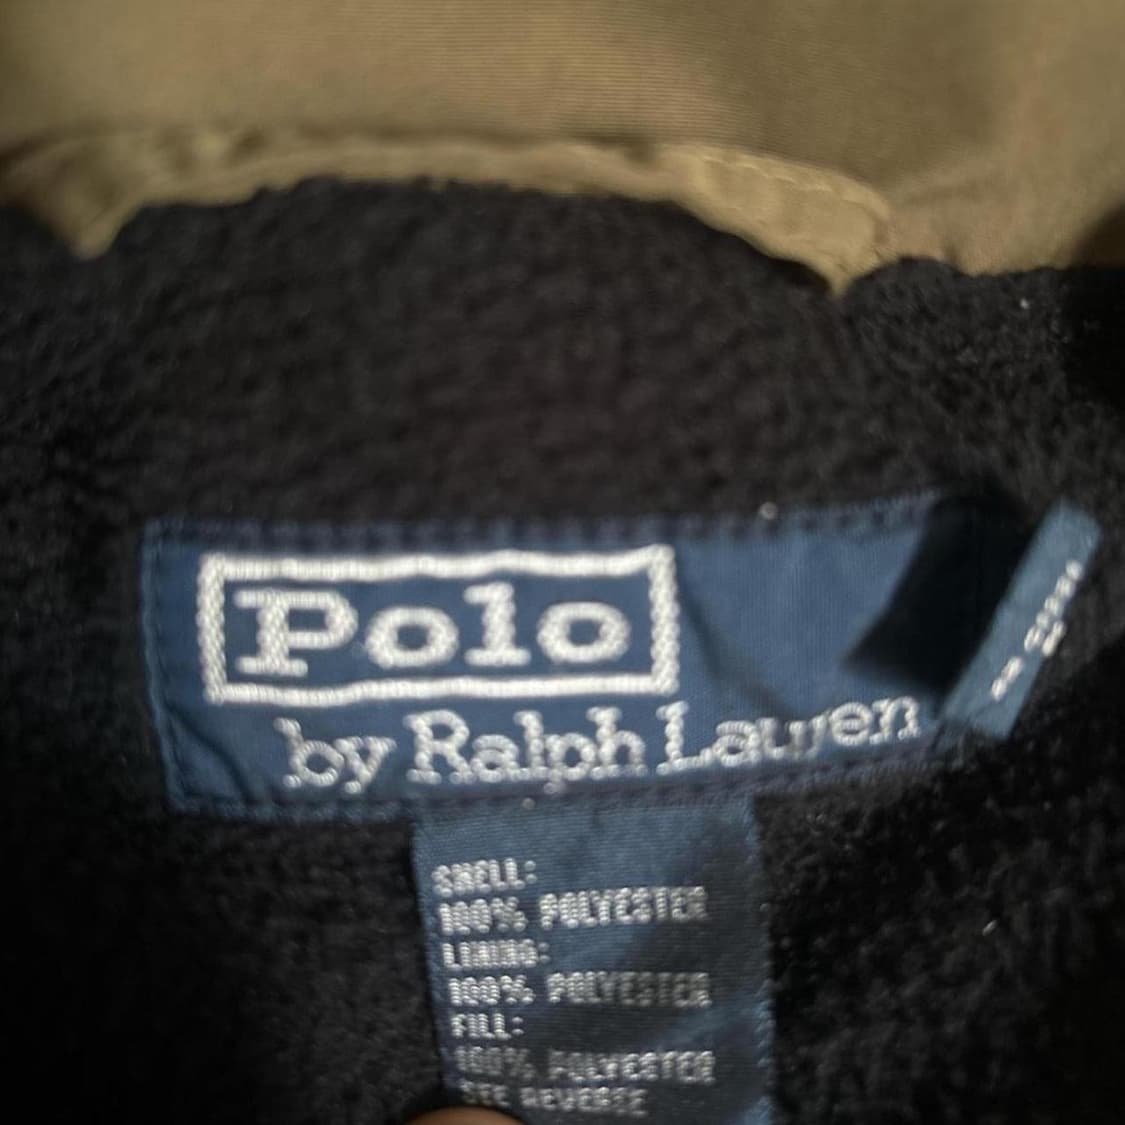 Polo
by Ralph Lauren
SHELL:
100% POLYESTER
LINING:
100% POLYESTER
FILL:
100% POLYESTER
SEE REVERSE